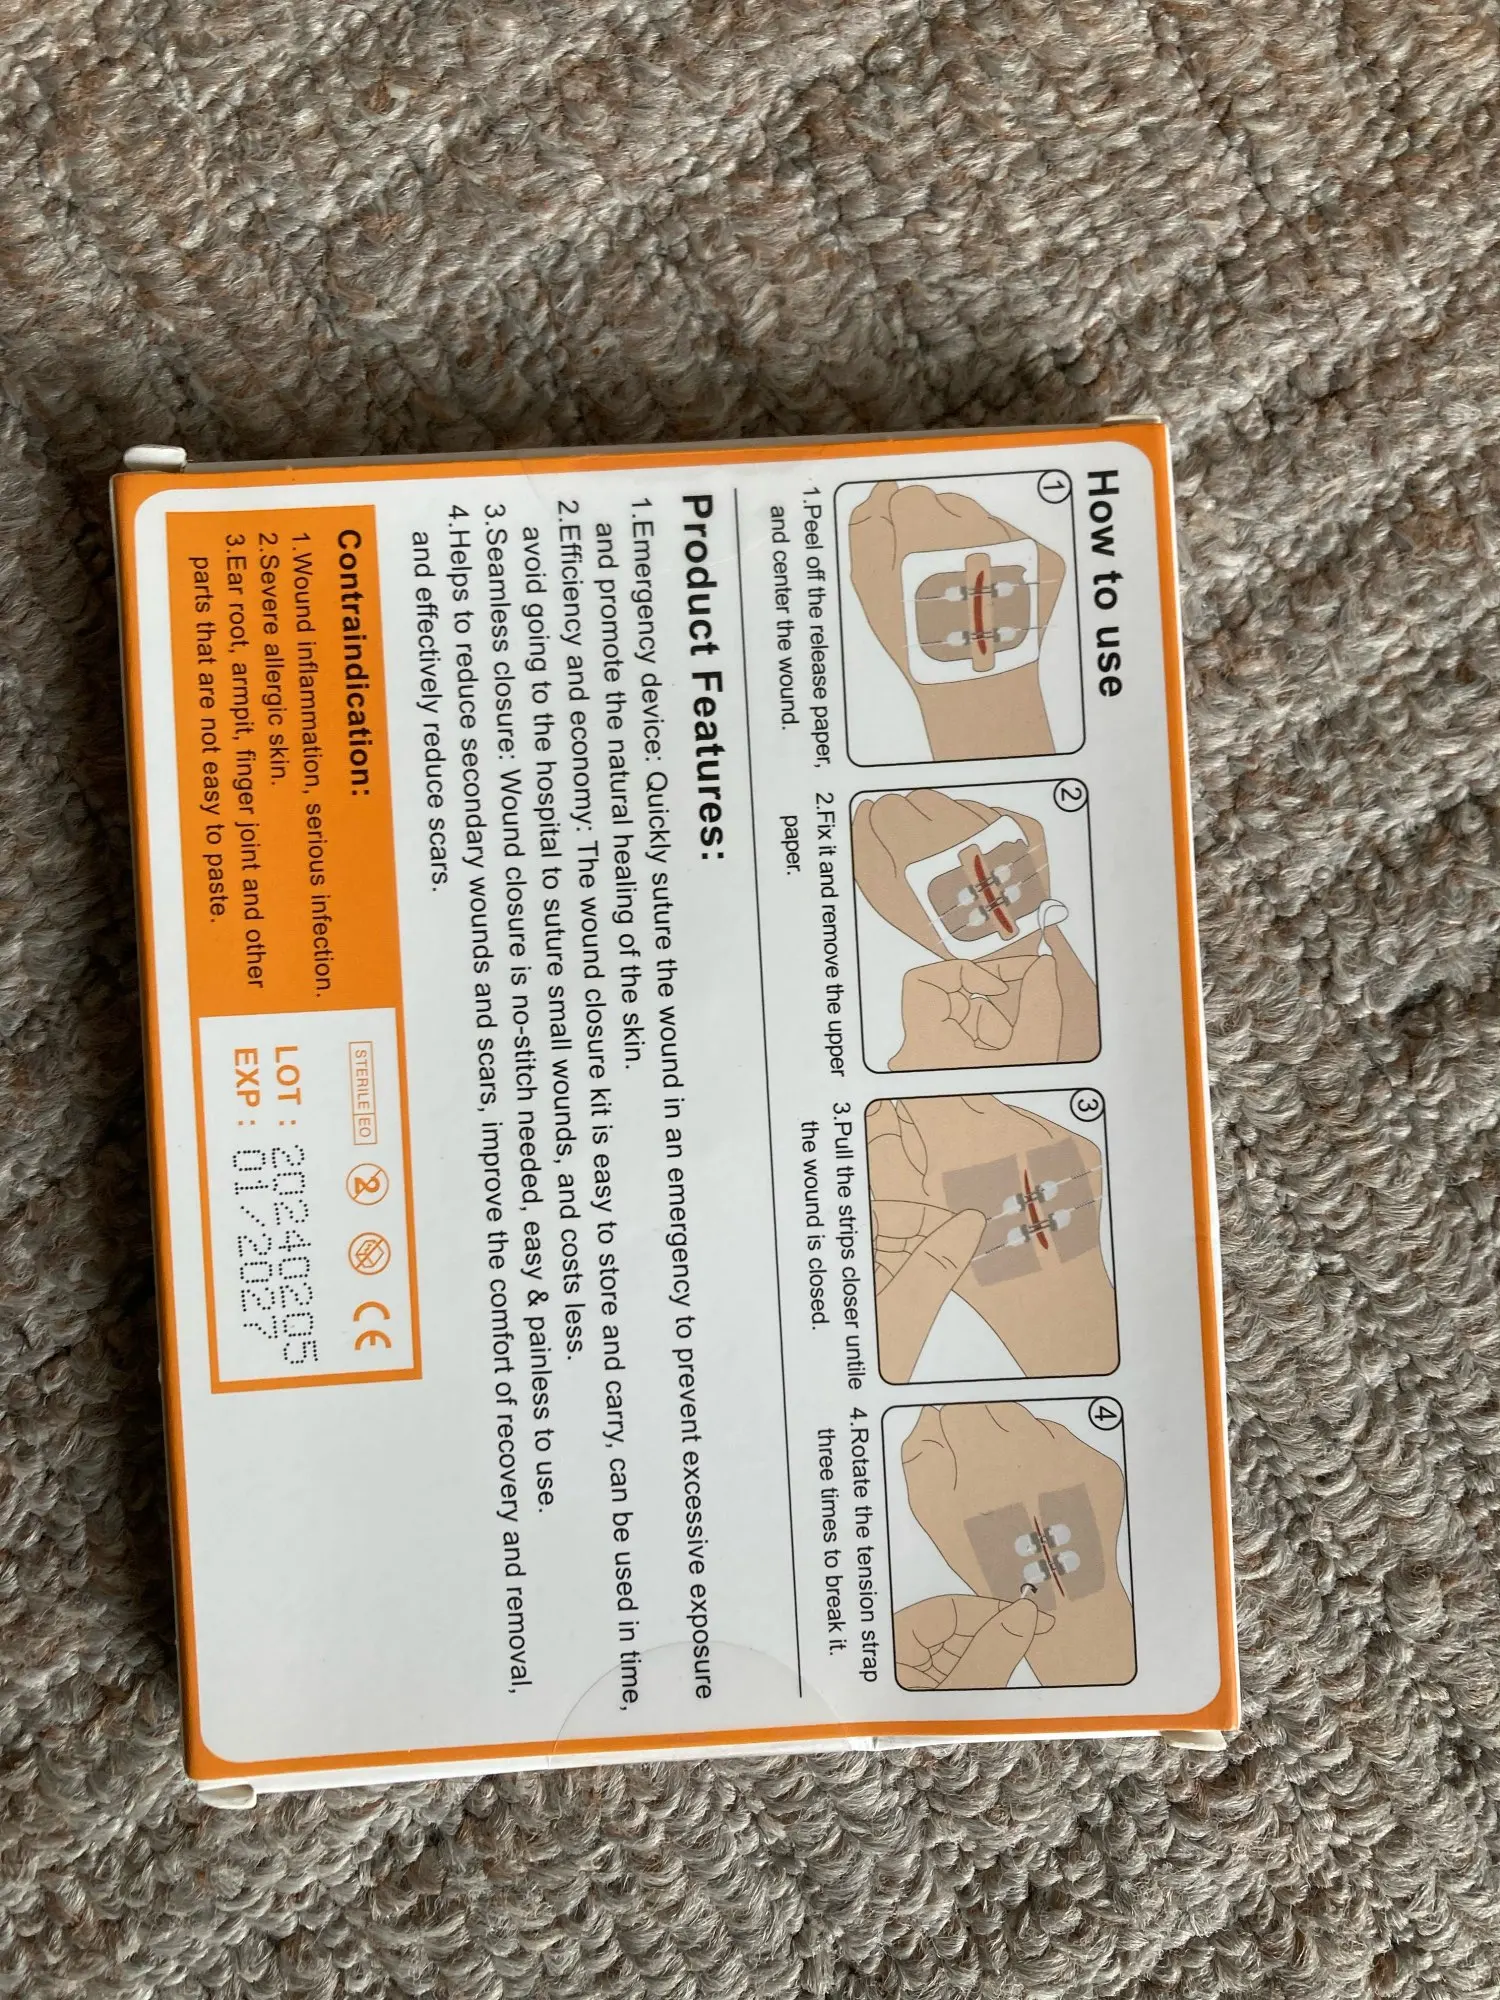 How to use
1
2
3
4
1.Peel off the release paper,
and center the wound.
2.Fix it and remove the upper
paper.
3.Pull the strips closer untile
the wound is closed.
4.Rotate the tension strap
three times to break it.
Product Features:
1.Emergency device: Quickly suture the wound in an emergency to prevent excessive exposure
and promote the natural healing of the skin.
2.Efficiency and economy: The wound closure kit is easy to store and carry, can be used in time,
avoid going to the hospital to suture small wounds, and costs less.
3.Seamless closure: Wound closure is no-stitch needed, easy & painless to use.
4.Helps to reduce secondary wounds and scars, improve the comfort of recovery and removal,
and effectively reduce scars.
Contraindication:
1.Wound inflammation, serious infection.
2.Severe allergic skin.
3.Ear root, armpit, finger joint and other
parts that are not easy to paste.
STERILE EO 2 CE
LOT : 20240205
EXP : 01/2027